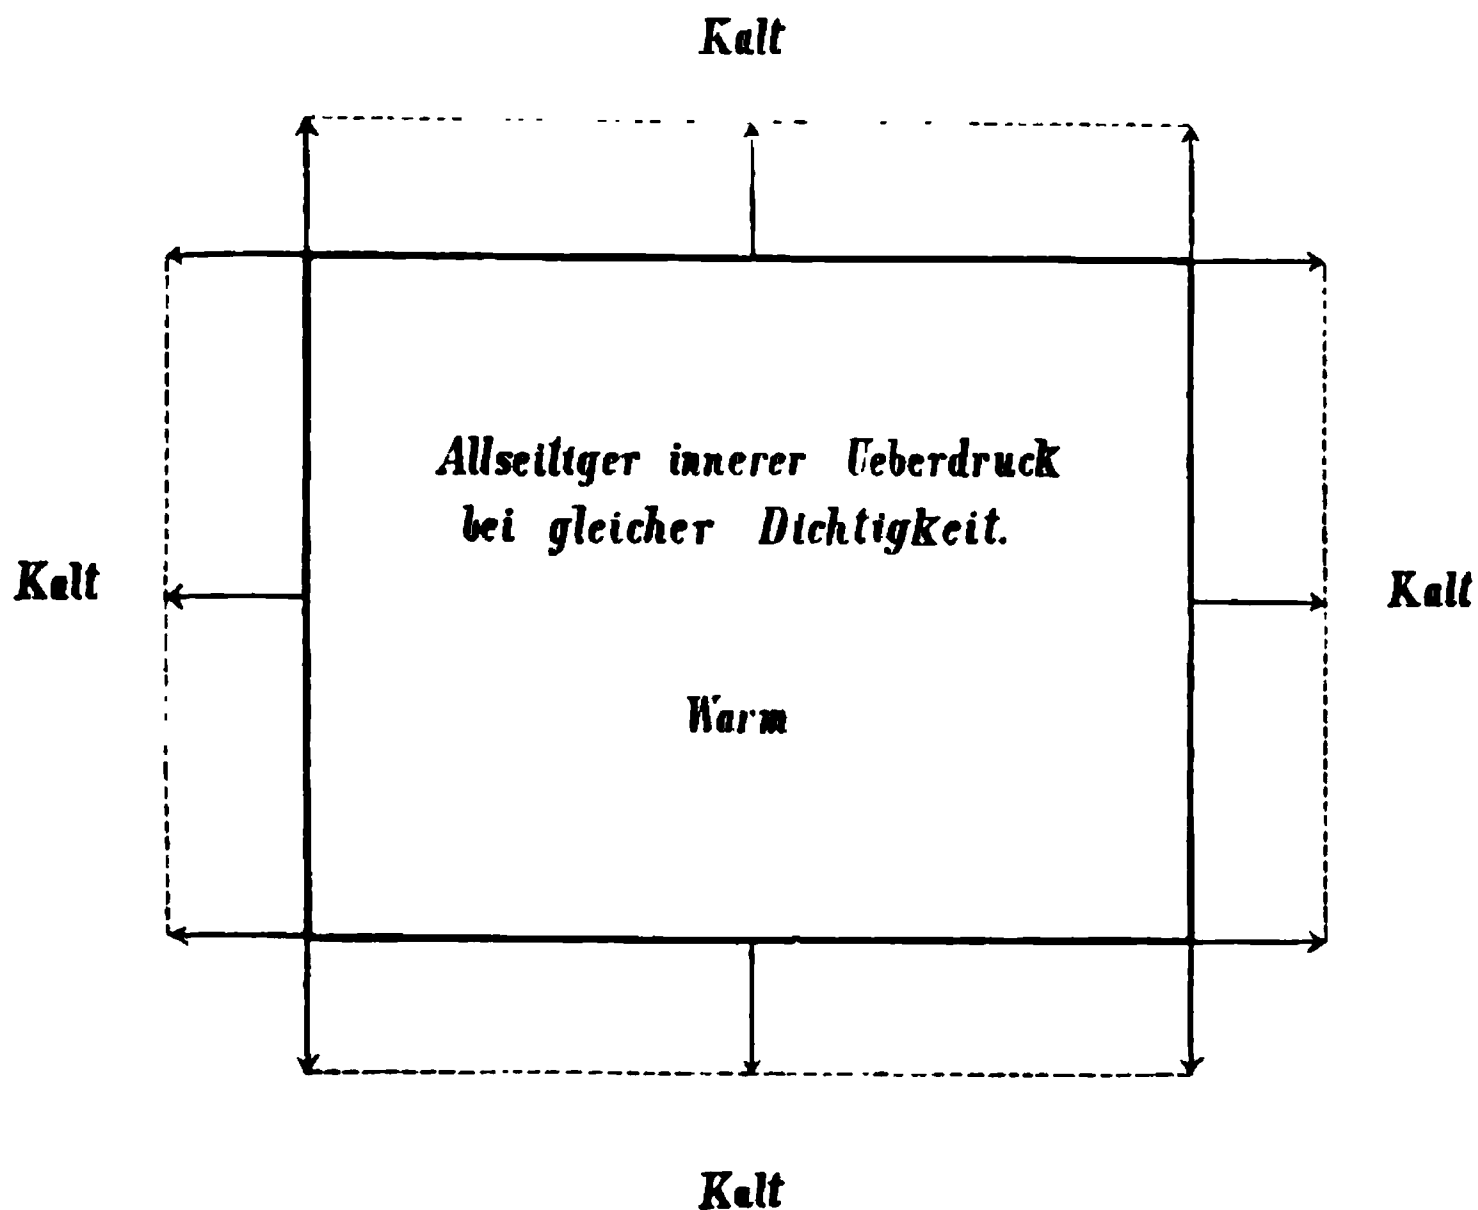 Kalt
Allseitiger innerer Ueberdruck
bei gleicher Dichtigkeit.
Kalt
Kalt
Warm
Kalt